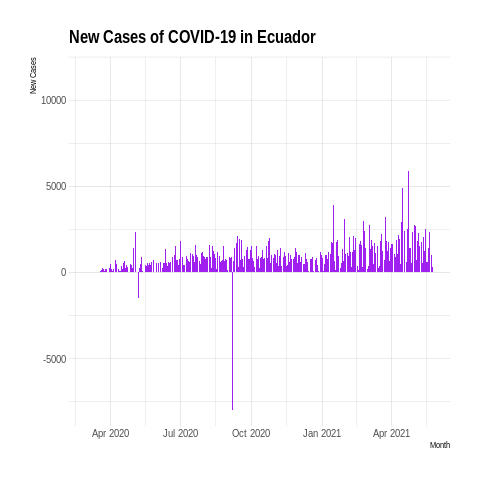 New Cases of COVID-19 in Ecuador
New Cases
10000
5000
0
-5000
Apr 2020 Jul 2020 Oct 2020 Jan 2021 Apr 2021
Month